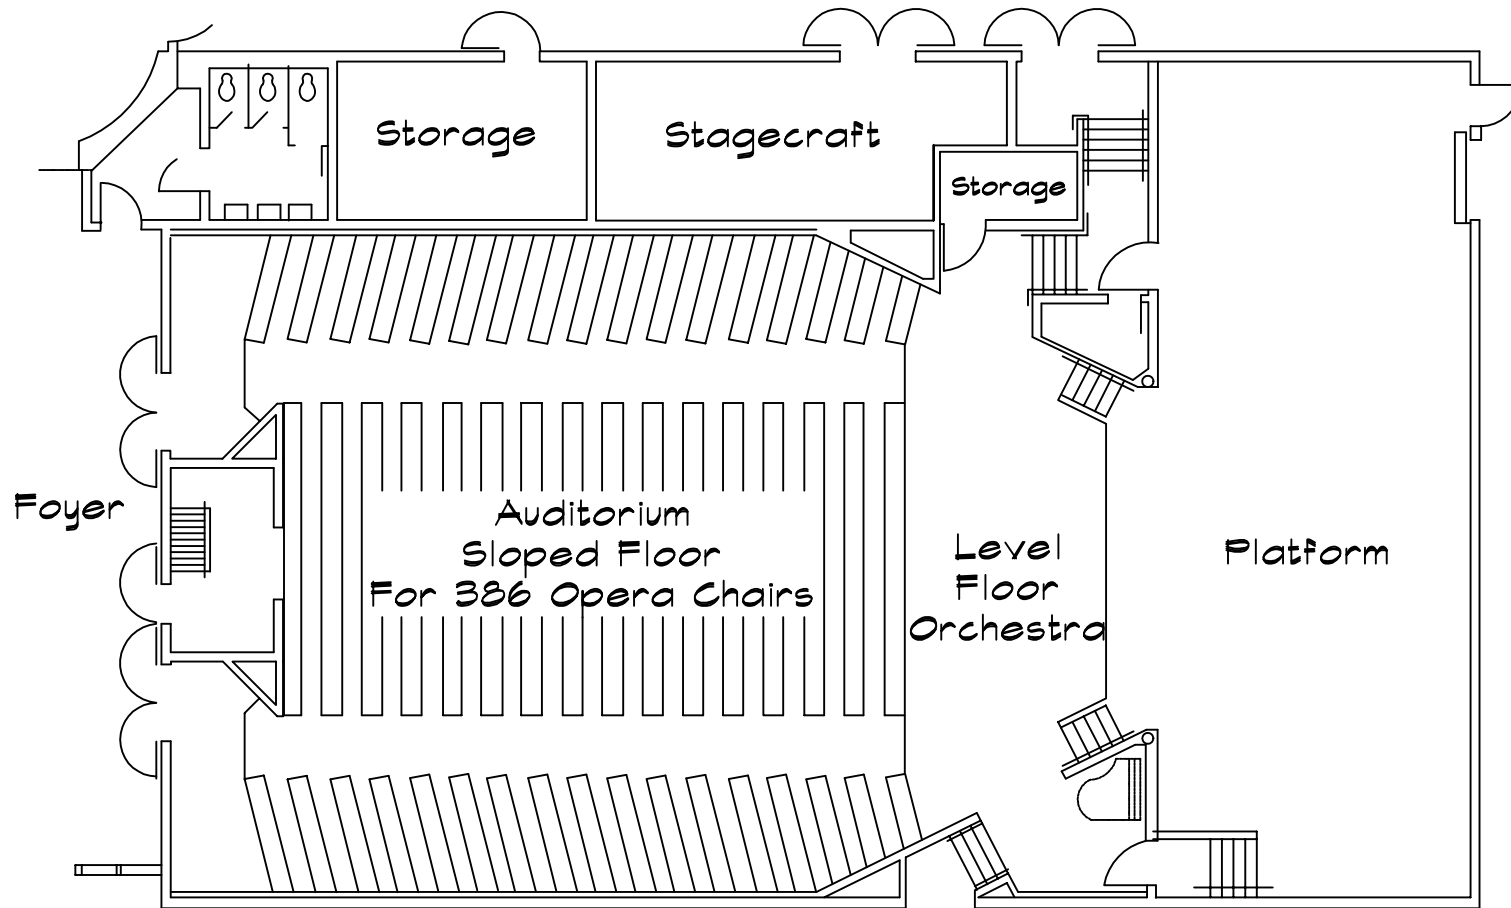 Storage
Stagecraft
Storage
Foyer
Auditorium
Sloped Floor
For 386 Opera Chairs
Level
Floor
Orchestra
Platform